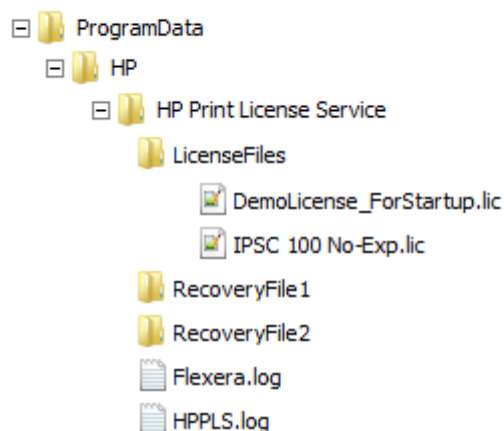 ProgramData
HP
HP Print License Service
LicenseFiles
DemoLicense_ForStartup.lic
IPSC 100 No-Exp.lic
RecoveryFile1
RecoveryFile2
Flexera.log
HPPLS.log